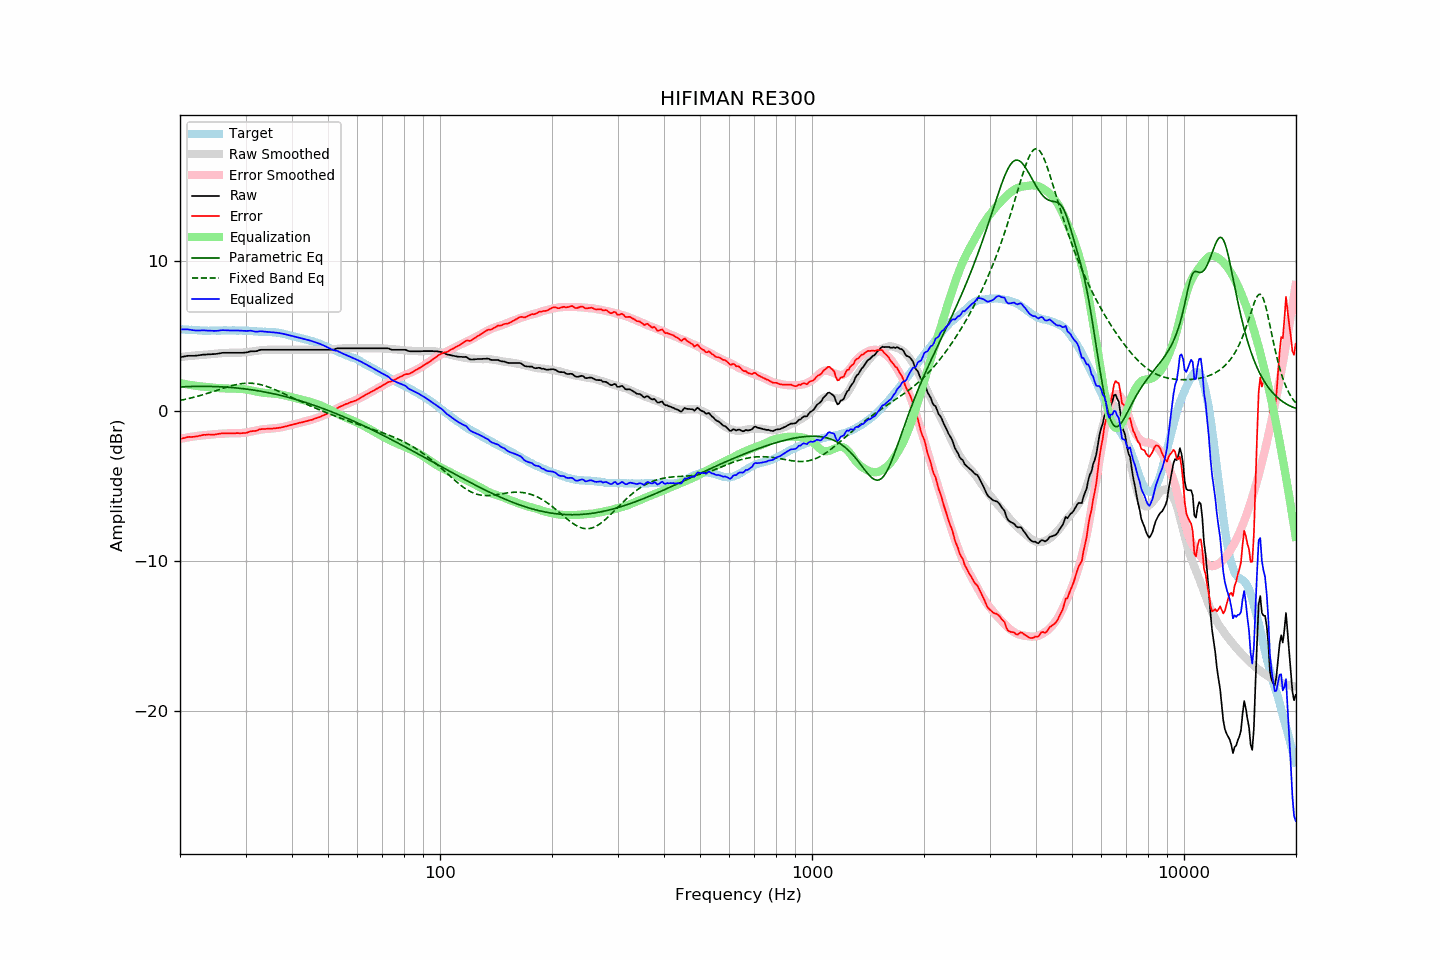 HIFIMAN RE300
Target
Raw Smoothed
Error Smoothed
Raw
Error
Equalization
Parametric Eq
Fixed Band Eq
Equalized
10
0
−10
−20
Amplitude (dBr)
100
1000
10000
Frequency (Hz)